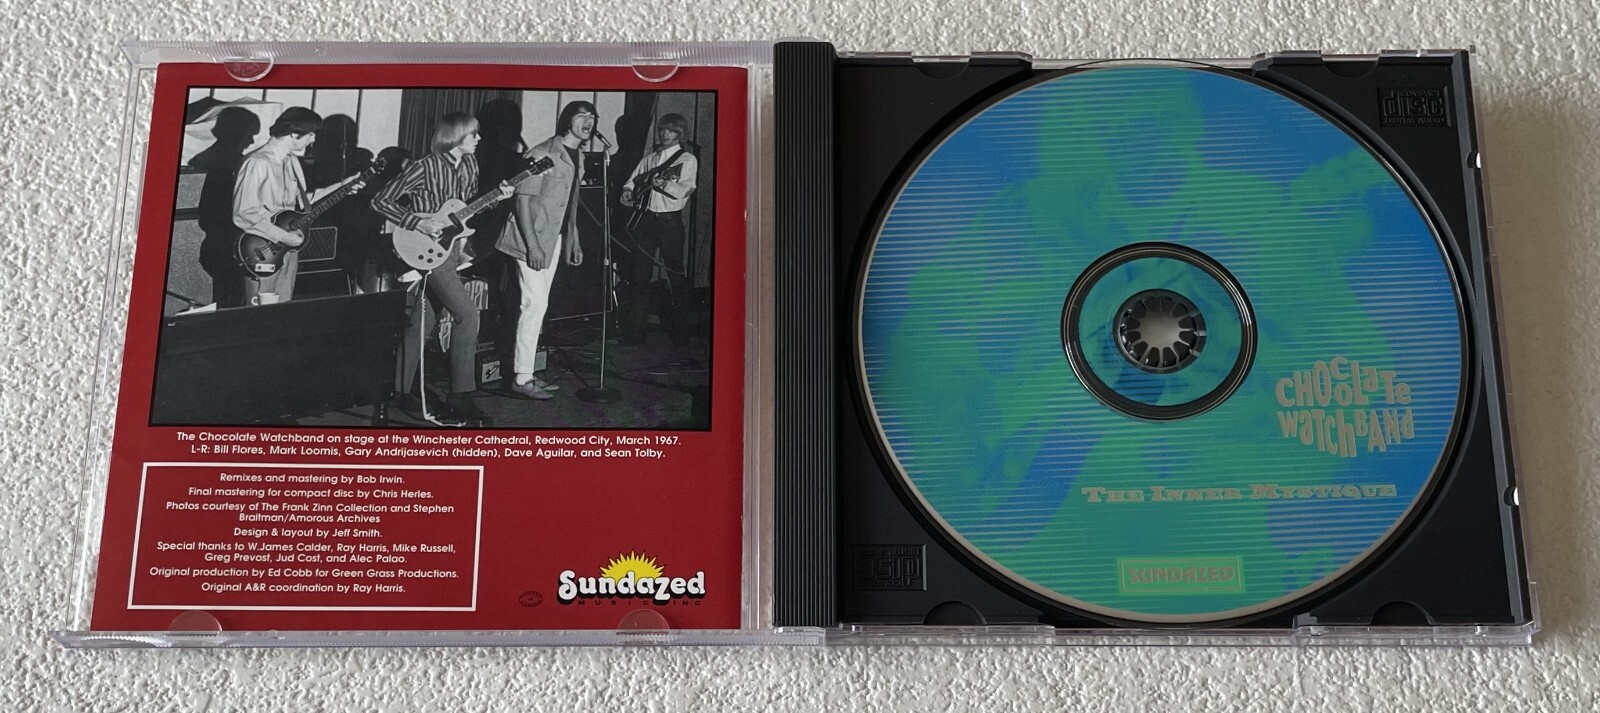 The Chocolate Watchband on stage at the Winchester Cathedral, Redwood City, March 1967.
L-R: Bill Flores, Mark Loomis, Gary Andrijasevich (hidden), Dave Aguilar, and Sean Tolby.
Remixes and mastering by Bob Irwin.
Final mastering for compact disc by Chris Herles.
Photos courtesy of The Frank Zinn Collection and Stephen
Braitman/Amorous Archives
Design & layout by Jeff Smith.
Special thanks to W.James Calder, Ray Harris, Mike Russell,
Greg Prevost, Jud Cost, and Alec Palao.
Original production by Ed Cobb for Green Grass Productions.
Original A&R coordination by Ray Harris.
Sundazed
MUSIC INC
COMPACT
disc
DIGITAL AUDIO
CHOCOLATE
WATCHBAND
THE INNER MYSTIQUE
SUNDAZED
COMPACT
disc
DIGITAL AUDIO